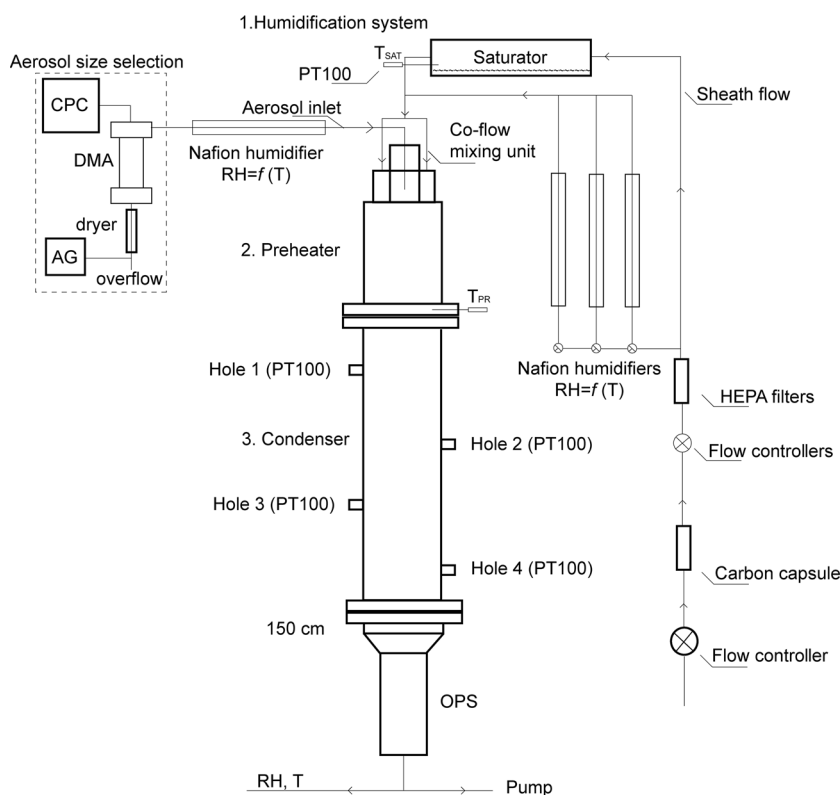 1.Humidification system
Aerosol size selection
CPC
DMA
dryer
AG
overflow
Aerosol inlet
Nafion humidifier
RH=f (T)
TSAT
PT100
Saturator
Sheath flow
Co-flow
mixing unit
2. Preheater
TPR
Hole 1 (PT100)
3. Condenser
Hole 2 (PT100)
Hole 3 (PT100)
Hole 4 (PT100)
150 cm
OPS
RH, T
Pump
Nafion humidifiers
RH=f (T)
HEPA filters
Flow controllers
Carbon capsule
Flow controller